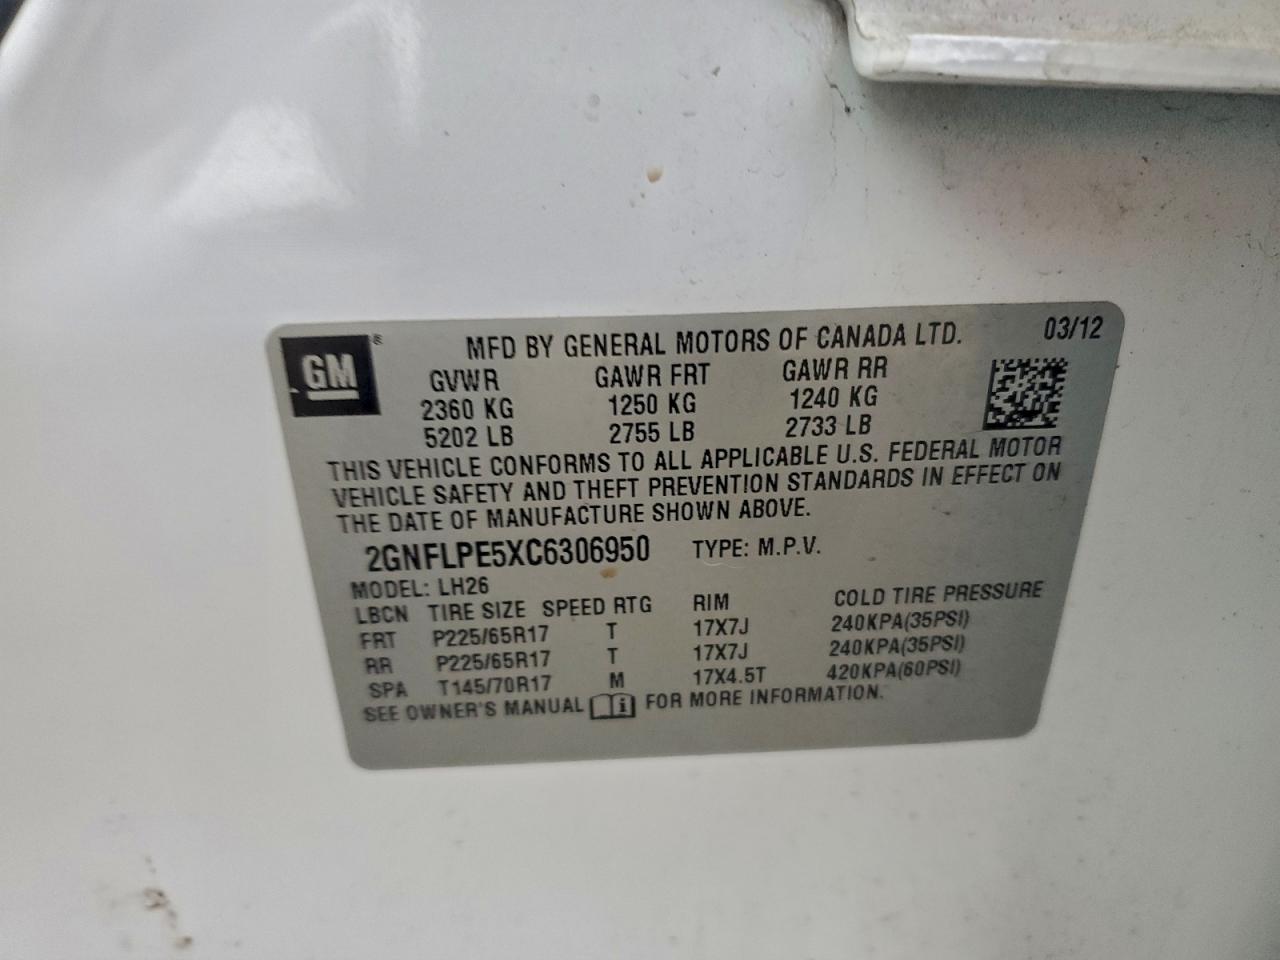 GM ®
MFD BY GENERAL MOTORS OF CANADA LTD. 03/12
GVWR GAWR FRT GAWR RR
2360 KG 1250 KG 1240 KG
5202 LB 2755 LB 2733 LB
THIS VEHICLE CONFORMS TO ALL APPLICABLE U.S. FEDERAL MOTOR
VEHICLE SAFETY AND THEFT PREVENTION STANDARDS IN EFFECT ON
THE DATE OF MANUFACTURE SHOWN ABOVE.
2GNFLPE5XC6306950 TYPE: M.P.V.
MODEL: LH26
LBCN TIRE SIZE SPEED RTG RIM COLD TIRE PRESSURE
FRT P225/65R17 T 17X7J 240KPA(35PSI)
RR P225/65R17 T 17X7J 240KPA(35PSI)
SPA T145/70R17 M 17X4.5T 420KPA(60PSI)
SEE OWNER'S MANUAL i FOR MORE INFORMATION.